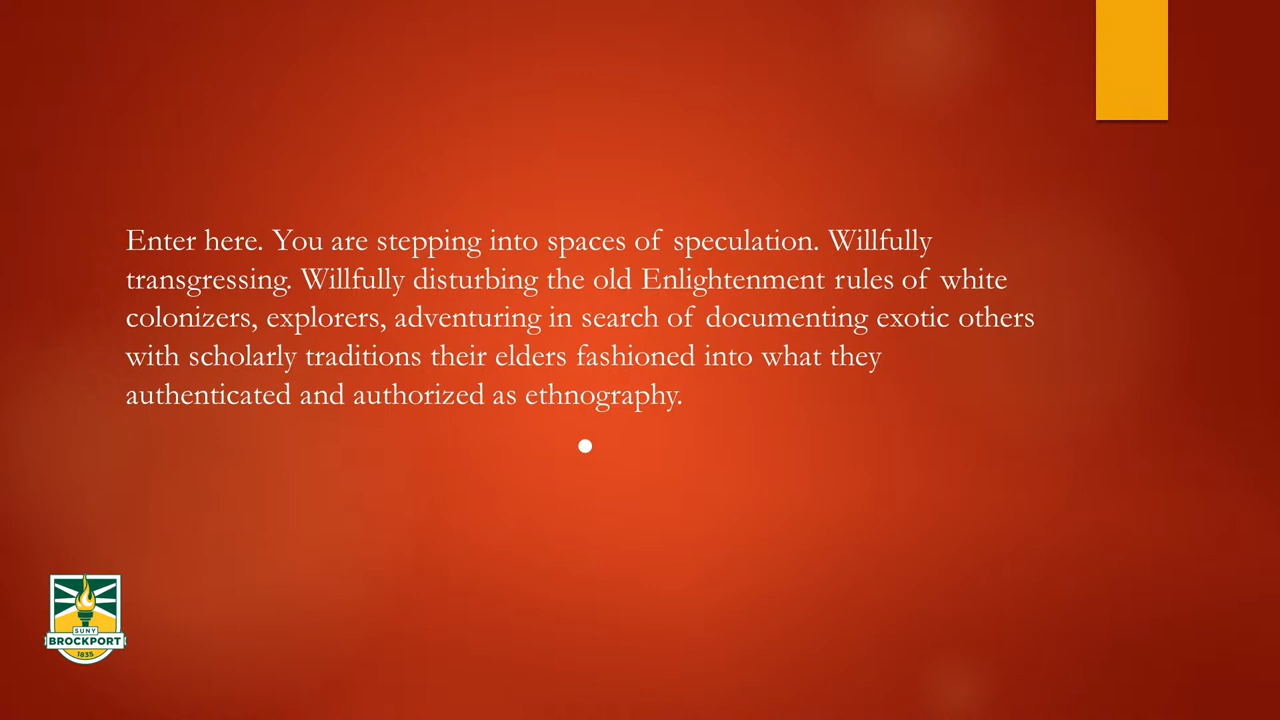 Enter here. You are stepping into spaces of speculation. Willfully
transgressing. Willfully disturbing the old Enlightenment rules of white
colonizers, explorers, adventuring in search of documenting exotic others
with scholarly traditions their elders fashioned into what they
authenticated and authorized as ethnography.
SUNY
BROCKPORT
1835